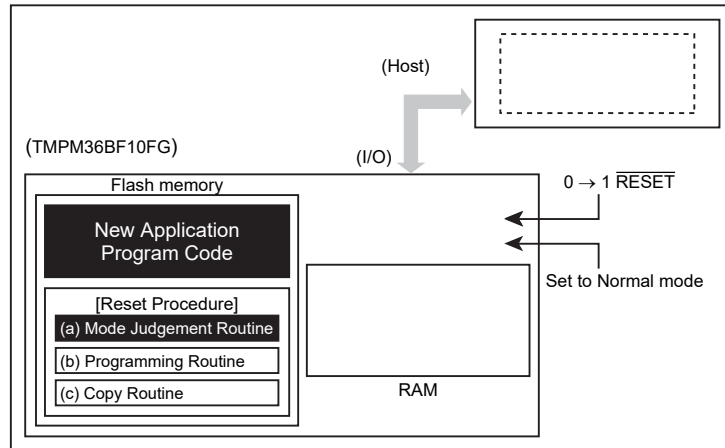 (Host)
(TMPM36BF10FG)
(I/O)
Flash memory
0 → 1 RESET
New Application
Program Code
Set to Normal mode
[Reset Procedure]
(a) Mode Judgement Routine
(b) Programming Routine
(c) Copy Routine
RAM